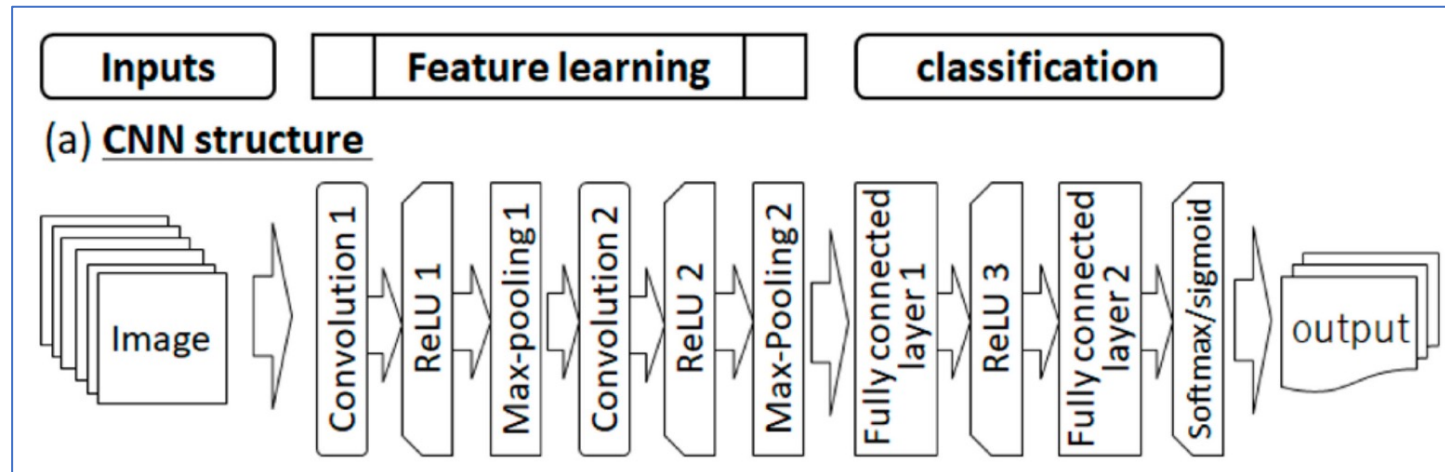 Inputs
Feature learning
classification
(a) CNN structure
Image
Convolution 1
ReLU 1
Max-pooling 1
Convolution 2
ReLU 2
Max-Pooling 2
Fully connected
layer 1
ReLU 3
Fully connected
layer 2
Softmax/sigmoid
output